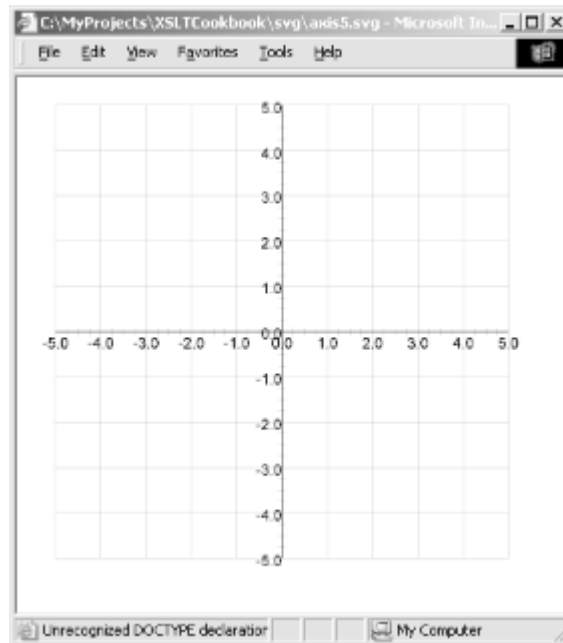 C:\MyProjects\XSLTCookbook\svg\axis5.svg - Microsoft In...
File Edit View Favorites Tools Help
5.0
4.0
3.0
2.0
1.0
0.0
-5.0 -4.0 -3.0 -2.0 -1.0 0.0 1.0 2.0 3.0 4.0 5.0
-1.0
-2.0
-3.0
-4.0
-5.0
Unrecognized DOCTYPE declaration My Computer